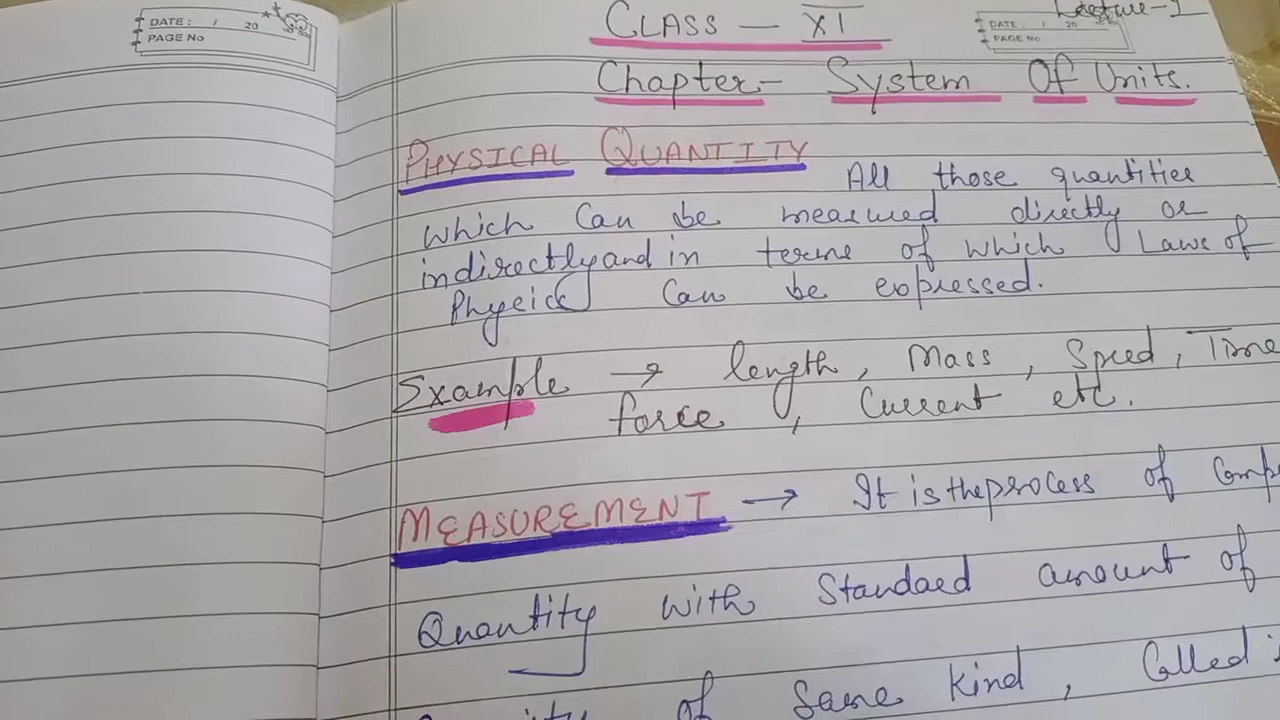 DATE: / 20
PAGE No
Lecture-1
DATE: / 20
PAGE No
CLASS — XI
Chapter- System Of Units.
PHYSICAL QUANTITY
All those quantities
which can be measured directly or
indirectly and in terms of which Laws of
Physics can be expressed.
Example → length, Mass, Speed, Time
force, Current etc.
MEASUREMENT → It is the process of
Quantity with Standard amount of
of Same Kind, Called